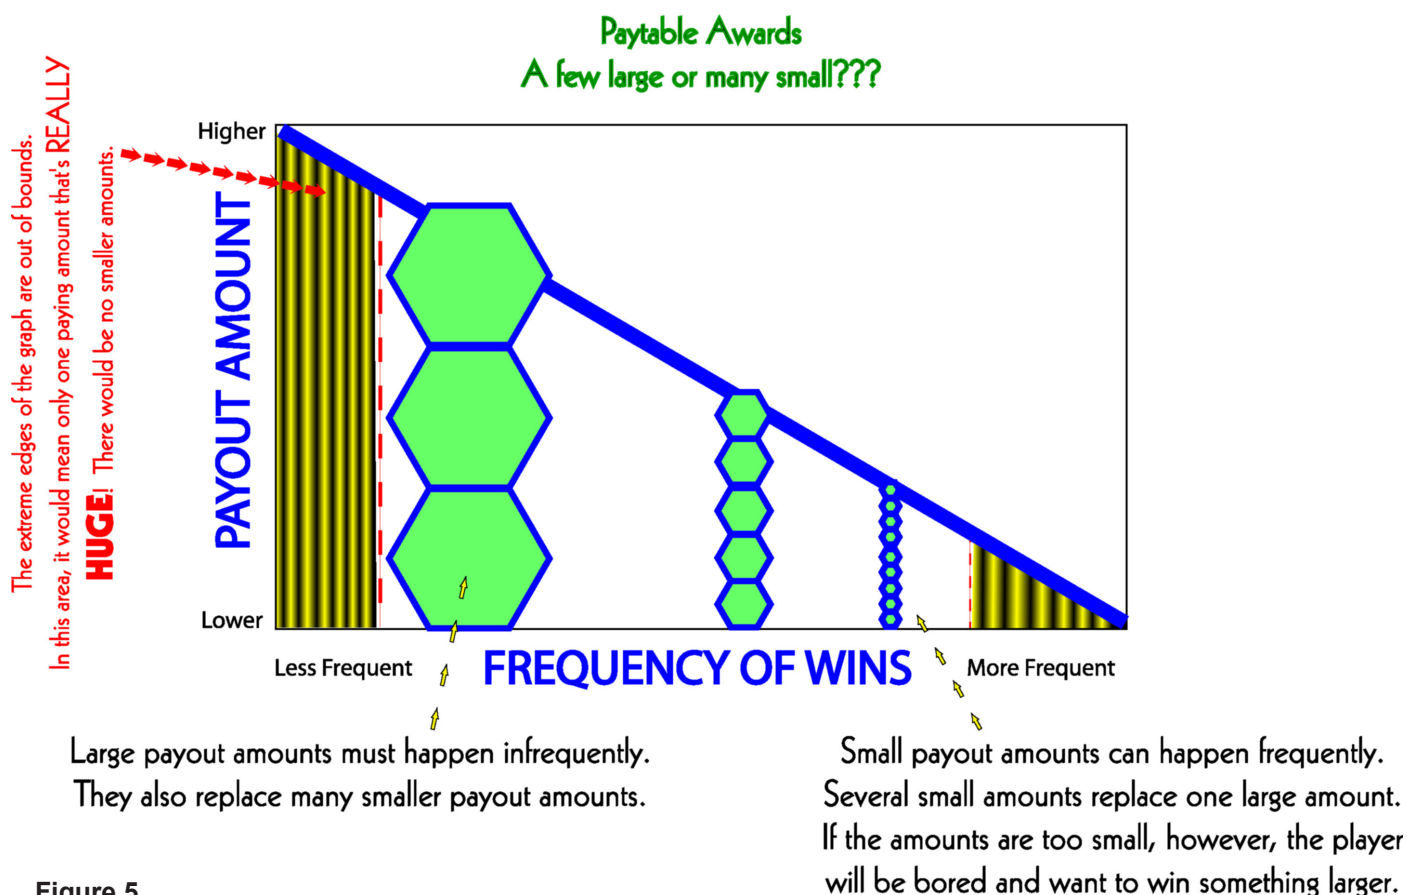 Paytable Awards
A few large or many small???
The extreme edges of the graph are out of bounds.
In this area, it would mean only one paying amount that's REALLY
HUGE! There would be no smaller amounts.
Higher
PAYOUT AMOUNT
Lower
Less Frequent
FREQUENCY OF WINS
More Frequent
Large payout amounts must happen infrequently.
They also replace many smaller payout amounts.
Small payout amounts can happen frequently.
Several small amounts replace one large amount.
If the amounts are too small, however, the player
will be bored and want to win something larger.
Figure 5